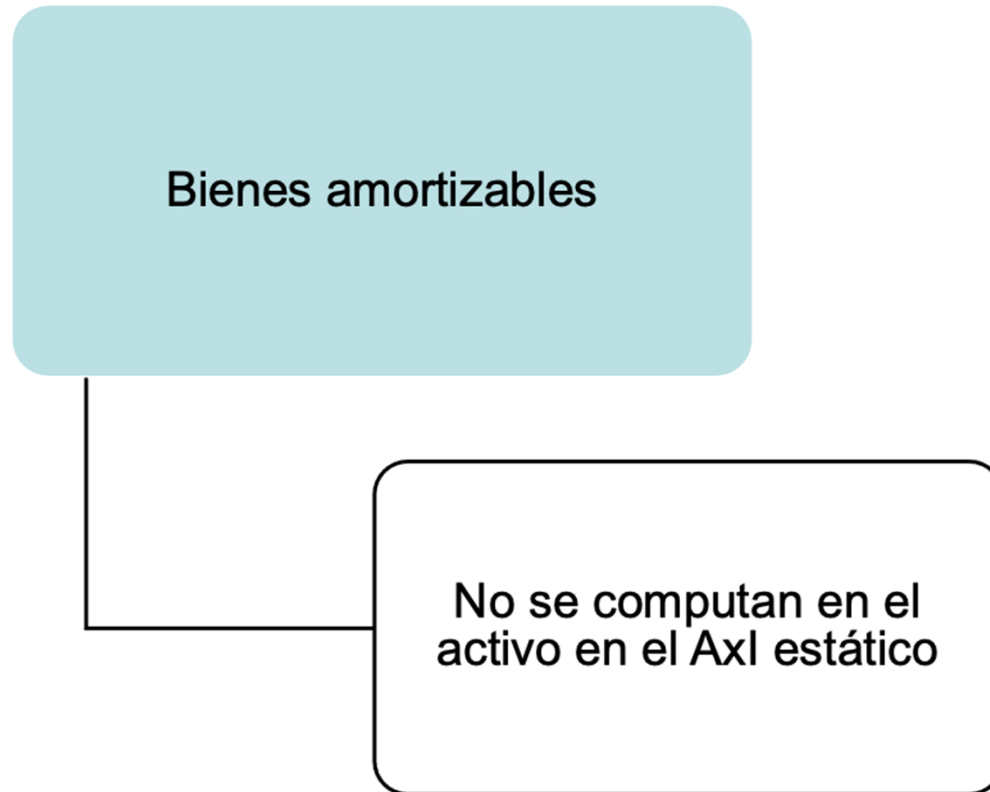 Bienes amortizables
No se computan en el
activo en el AxI estático